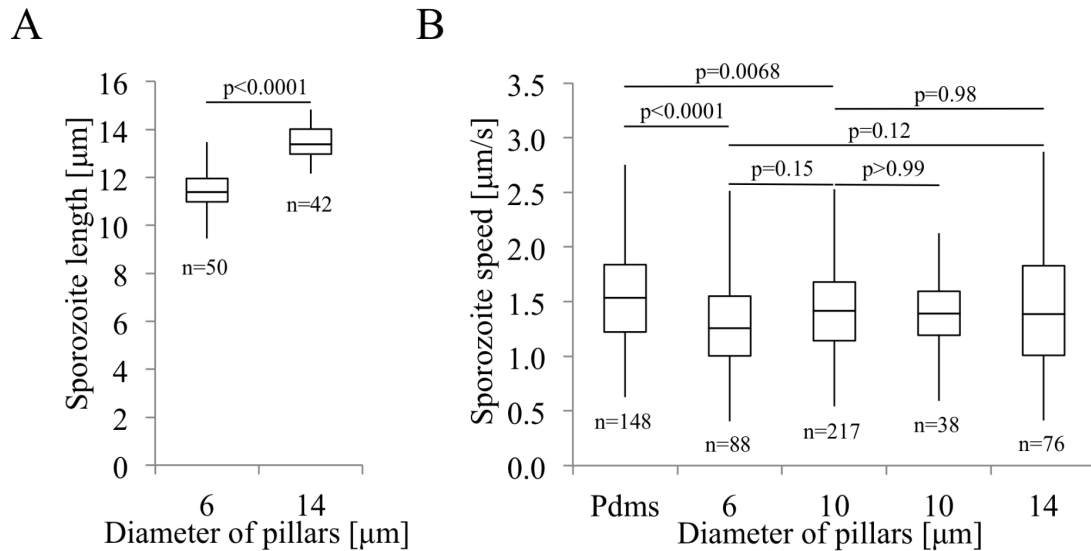 A
Sporozoite length [µm]
16
14
12
10
8
6
4
2
0
p<0.0001
n=50
n=42
6
14
Diameter of pillars [µm]
B
Sporozoite speed [µm/s]
3.5
3.0
2.5
2.0
1.5
1.0
0.5
0.0
p=0.0068
p=0.98
p<0.0001
p=0.12
p=0.15
p>0.99
n=148
n=88
n=217
n=38
n=76
Pdms
6
10
10
14
Diameter of pillars [µm]